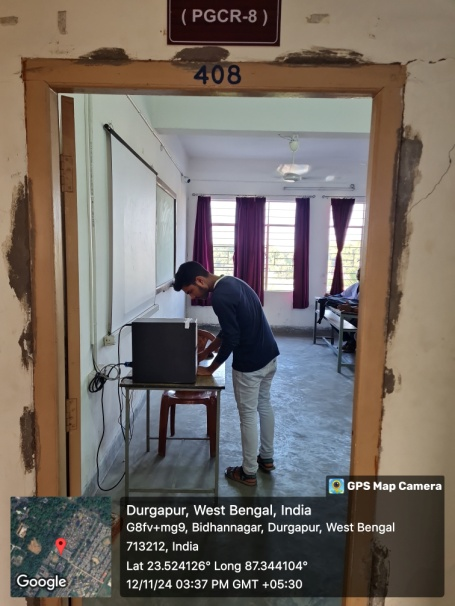 ( PGCR-8 )
408
GPS Map Camera
Durgapur, West Bengal, India
G8fv+mg9, Bidhannagar, Durgapur, West Bengal
713212, India
Lat 23.524126° Long 87.344104°
12/11/24 03:37 PM GMT +05:30
Google